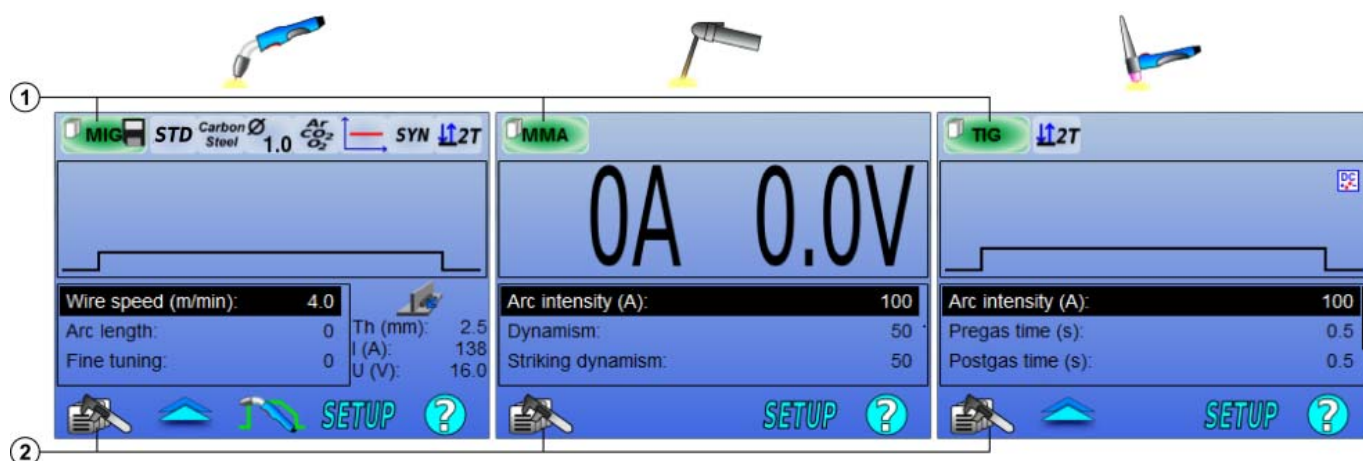 1
MIG STD Carbon Steel Ø 1.0 Ar CO2 O2 SYN 2T
Wire speed (m/min): 4.0
Arc length: 0
Fine tuning: 0
Th (mm): 2.5
I (A): 138
U (V): 16.0
SETUP ?
MMA
0A 0.0V
Arc intensity (A): 100
Dynamism: 50
Striking dynamism: 50
SETUP ?
TIG 2T
DC
Arc intensity (A): 100
Pregas time (s): 0.5
Postgas time (s): 0.5
SETUP ?
2